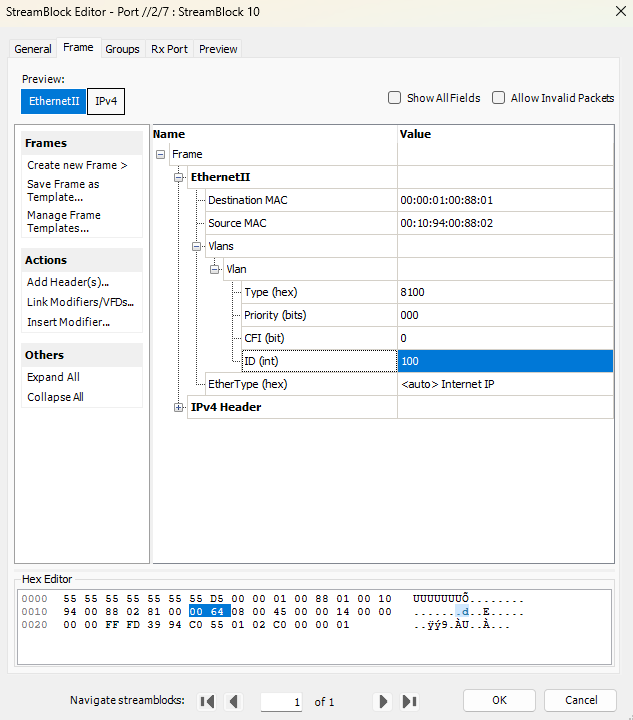 StreamBlock Editor - Port //2/7 : StreamBlock 10
General Frame Groups Rx Port Preview
Preview:
EthernetII IPv4
Show All Fields Allow Invalid Packets
Frames
Create new Frame >
Save Frame as
Template...
Manage Frame
Templates...
Actions
Add Header(s)...
Link Modifiers/VFDs...
Insert Modifier...
Others
Expand All
Collapse All
Name Value
Frame
EthernetII
Destination MAC 00:00:01:00:88:01
Source MAC 00:10:94:00:88:02
Vlans
Vlan
Type (hex) 8100
Priority (bits) 000
CFI (bit) 0
ID (int) 100
EtherType (hex) <auto> Internet IP
IPv4 Header
Hex Editor
0000 55 55 55 55 55 55 55 D5 00 00 01 00 88 01 00 10 UUUUUUUÕ........
0010 94 00 88 02 81 00 00 64 08 00 45 00 00 14 00 00 .......d..E.....
0020 00 00 FF FD 39 94 C0 55 01 02 C0 00 00 01 ..ÿý9.ÀU..À...
Navigate streamblocks: 1 of 1 OK Cancel